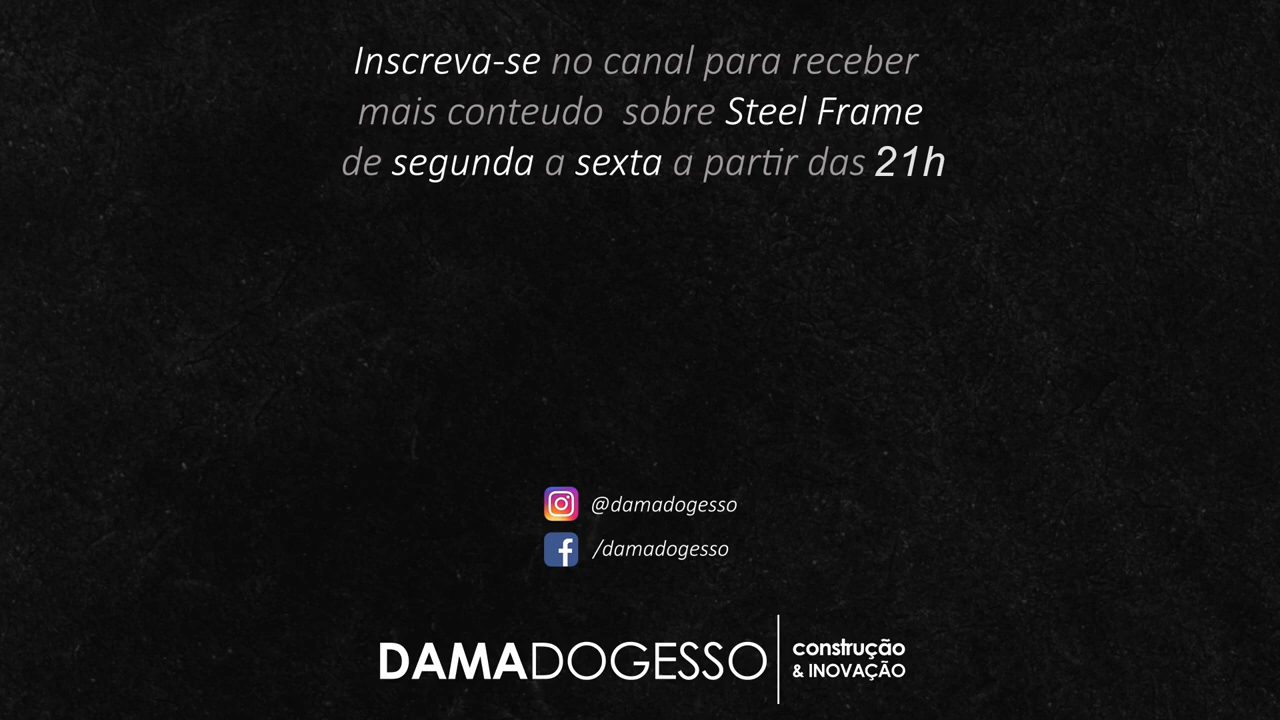 Inscreva-se no canal para receber
mais conteudo sobre Steel Frame
de segunda a sexta a partir das 21h
@damadogesso
/damadogesso
DAMADOGESSO
construção
& INOVAÇÃO